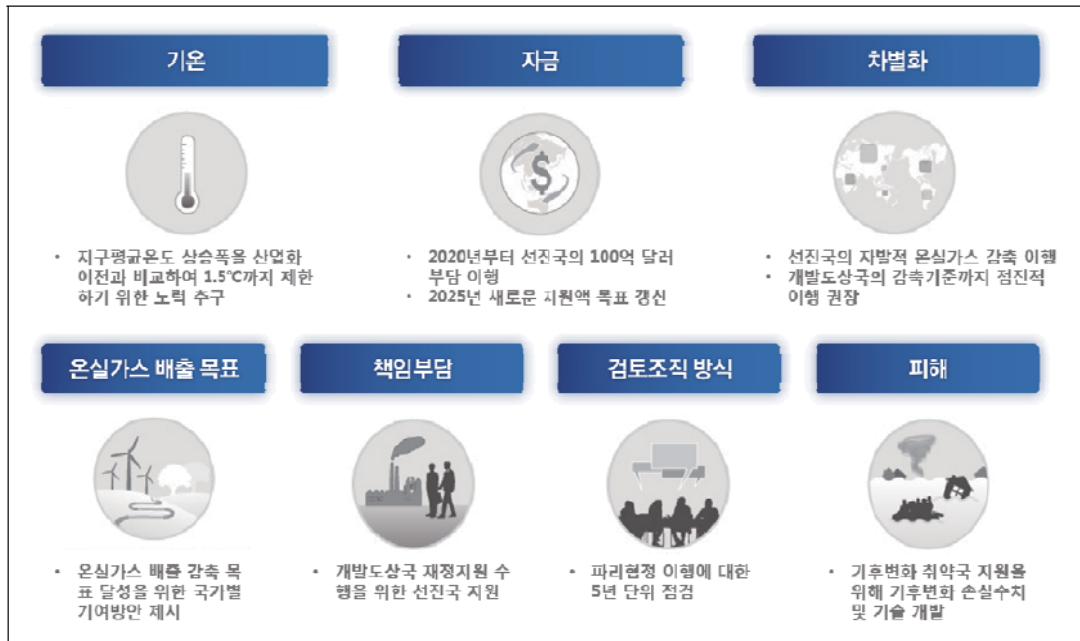 기온
자금
차별화
• 지구평균온도 상승폭을 산업화
이전과 비교하여 1.5℃까지 제한
하기 위한 노력 추구
• 2020년부터 선진국의 100억 달러
부담 이행
• 2025년 새로운 지원액 목표 갱신
• 선진국의 자발적 온실가스 감축 이행
• 개발도상국의 감축기준까지 점진적
이행 권장
온실가스 배출 목표
책임부담
검토조직 방식
피해
• 온실가스 배출 감축 목
표 달성을 위한 국가별
기여방안 제시
• 개발도상국 재정지원 수
행을 위한 선진국 지원
• 파리협정 이행에 대한
5년 단위 점검
• 기후변화 취약국 지원을
위해 기후변화 손실수치
및 기술 개발